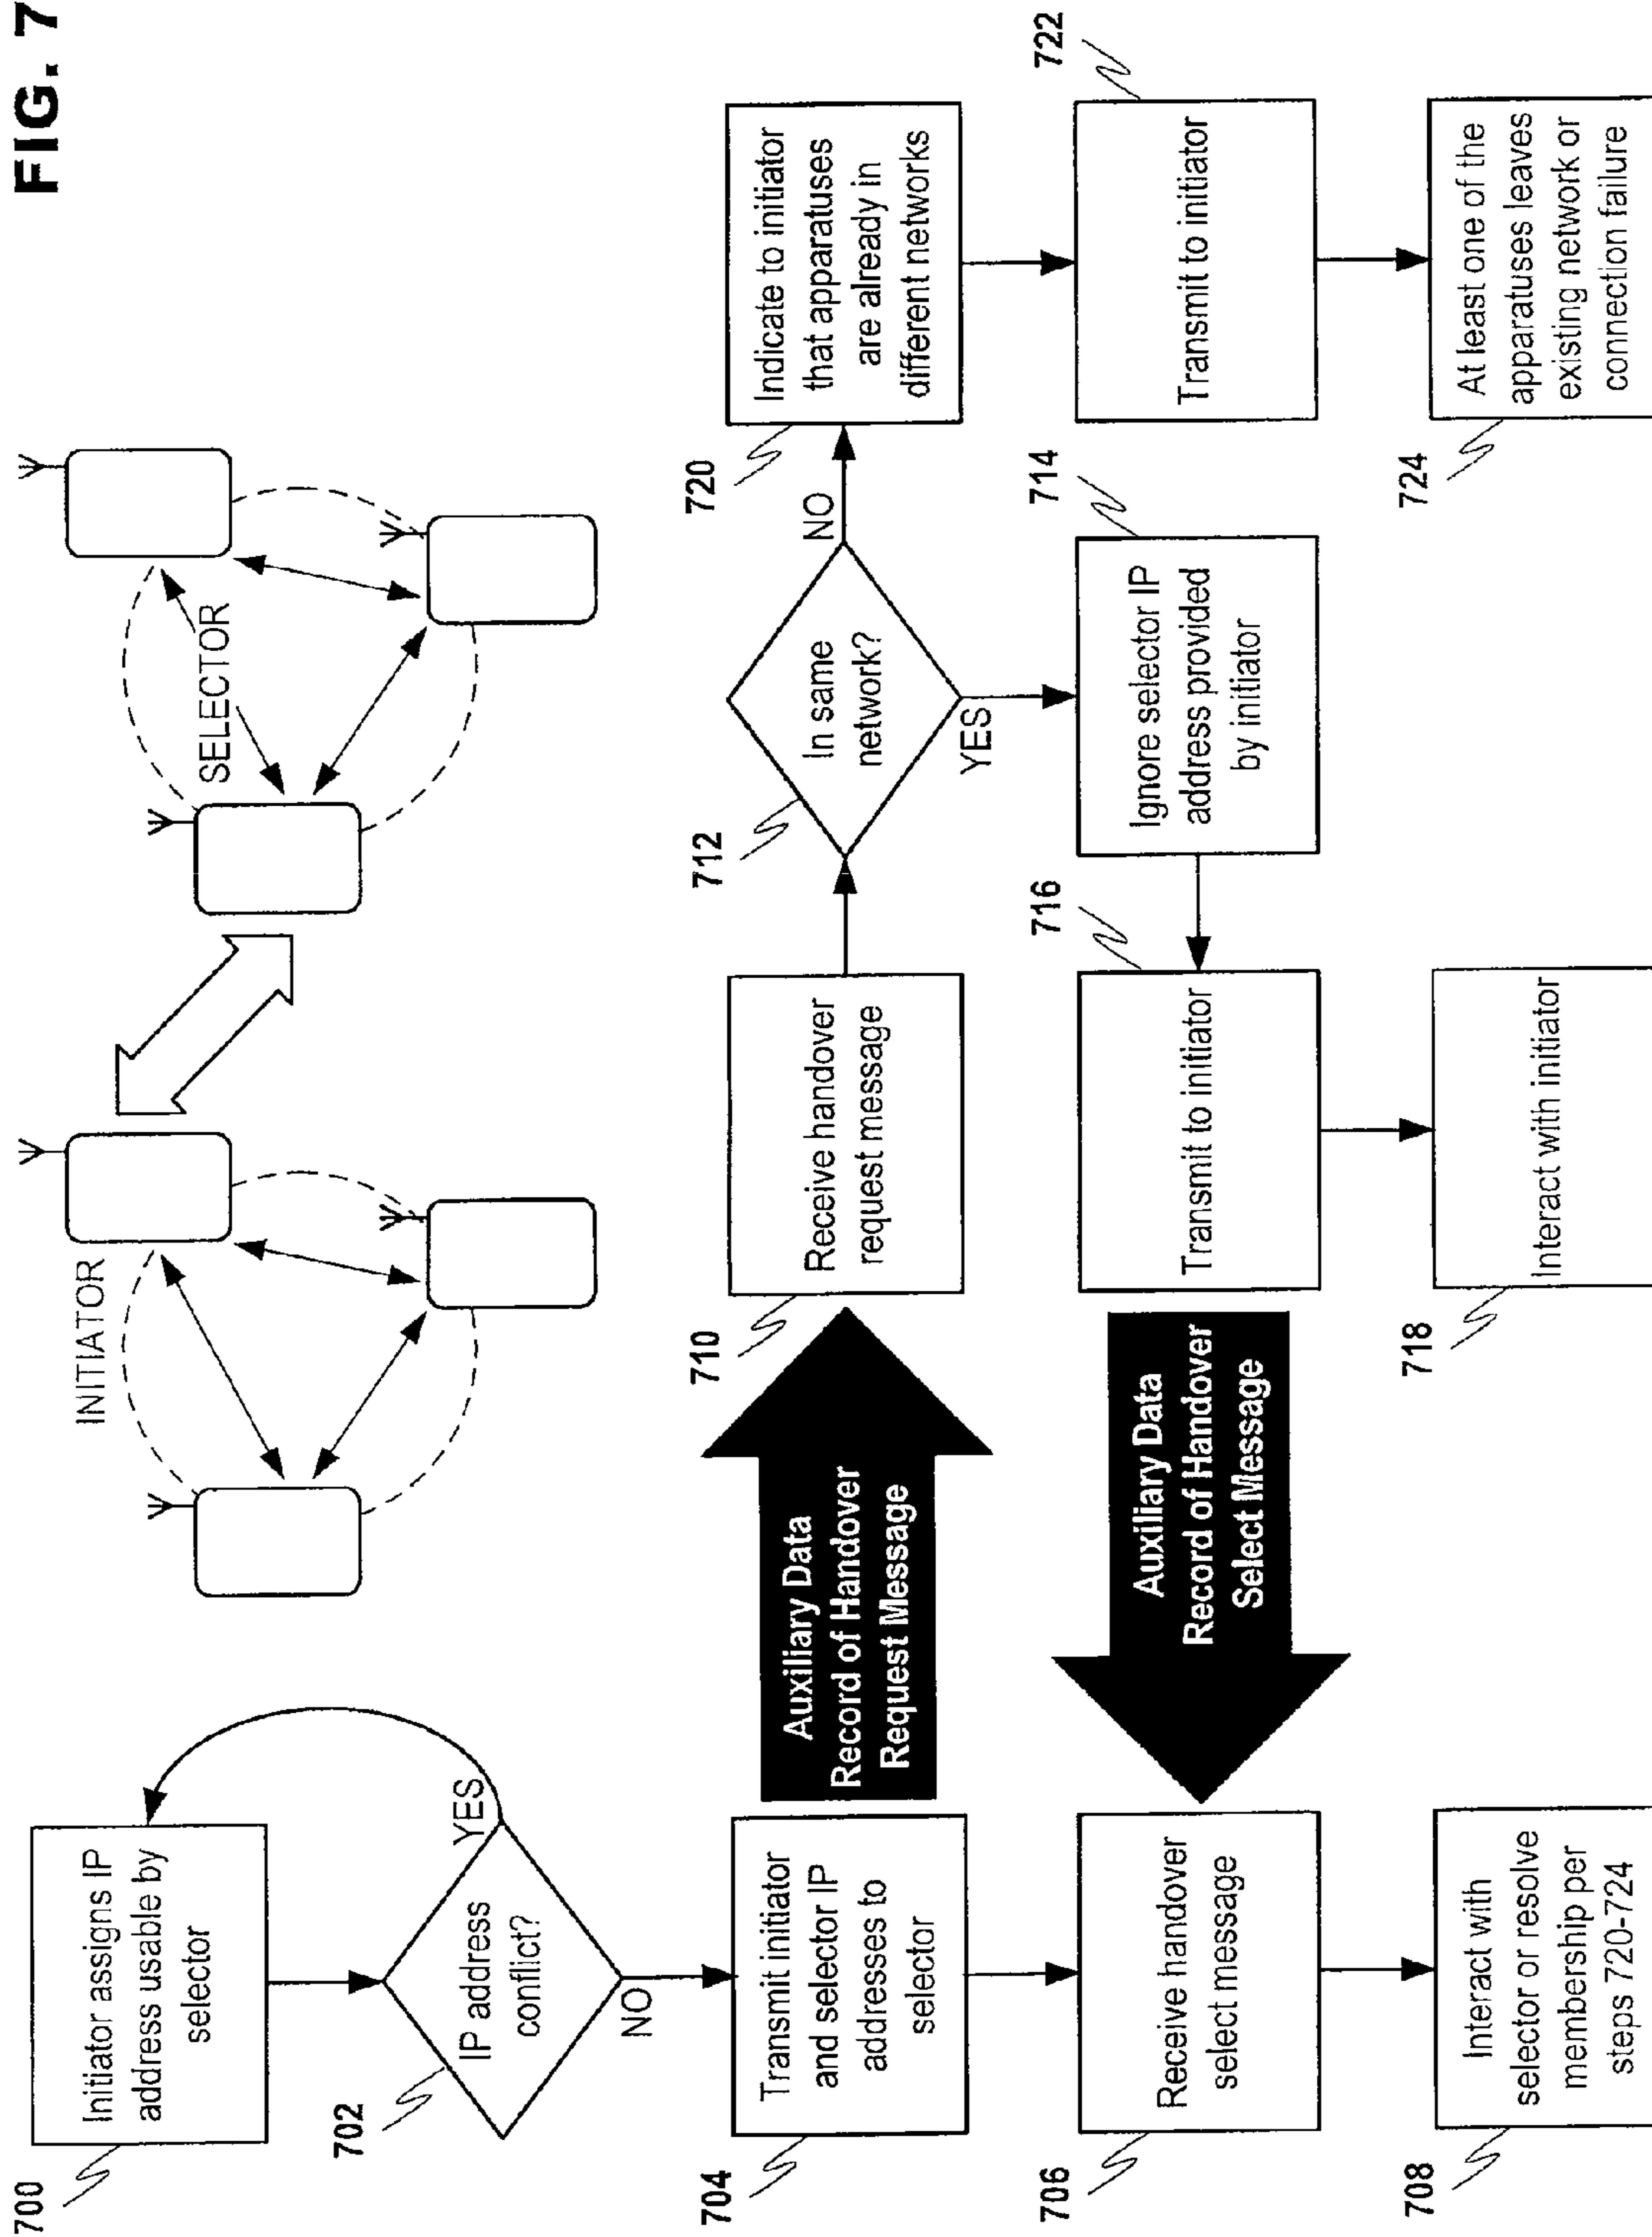 FIG. 7
INITIATOR
SELECTOR
700
Initiator assigns IP
address usable by
selector
702
IP address
conflict?
YES
NO
704
Transmit initiator
and selector IP
addresses to
selector
Auxiliary Data
Record of Handover
Request Message
710
Receive handover
request message
712
In same
network?
NO
YES
720
Indicate to initiator
that apparatuses
are already in
different networks
706
Receive handover
select message
Auxiliary Data
Record of Handover
Select Message
716
Transmit to initiator
714
Ignore selector IP
address provided
by initiator
722
Transmit to initiator
708
Interact with
selector or resolve
membership per
steps 720-724
718
Interact with initiator
724
At least one of the
apparatuses leaves
existing network or
connection failure